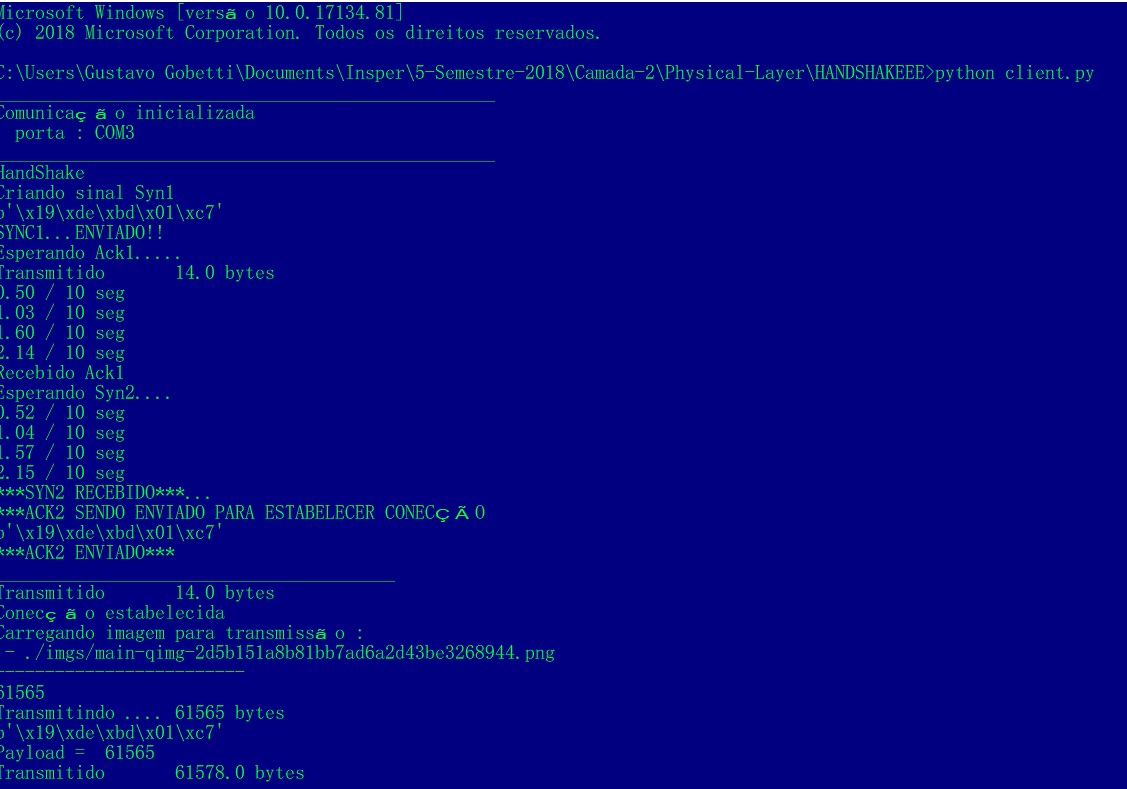 Microsoft Windows [versão 10.0.17134.81]
(c) 2018 Microsoft Corporation. Todos os direitos reservados.
C:\Users\Gustavo Gobetti\Documents\Insper\5-Semestre-2018\Camada-2\Physical-Layer\HANDSHAKEEE>python client.py
Comunicação inicializada
porta : COM3
HandShake
Criando sinal Syn1
b'\x19\xde\xbd\x01\xc7'
SYNC1...ENVIADO!!
Esperando Ack1.....
Transmitido 14.0 bytes
0.50 / 10 seg
1.03 / 10 seg
1.60 / 10 seg
2.14 / 10 seg
Recebido Ack1
Esperando Syn2....
0.52 / 10 seg
1.04 / 10 seg
1.57 / 10 seg
2.15 / 10 seg
***SYN2 RECEBIDO***...
***ACK2 SENDO ENVIADO PARA ESTABELECER CONECÇÃO
b'\x19\xde\xbd\x01\xc7'
***ACK2 ENVIADO***
Transmitido 14.0 bytes
Conecção estabelecida
Carregando imagem para transmissão :
- ./imgs/main-qimg-2d5b151a8b81bb7ad6a2d43be3268944.png
-------------------------
61565
Transmitindo .... 61565 bytes
b'\x19\xde\xbd\x01\xc7'
Payload = 61565
Transmitido 61578.0 bytes